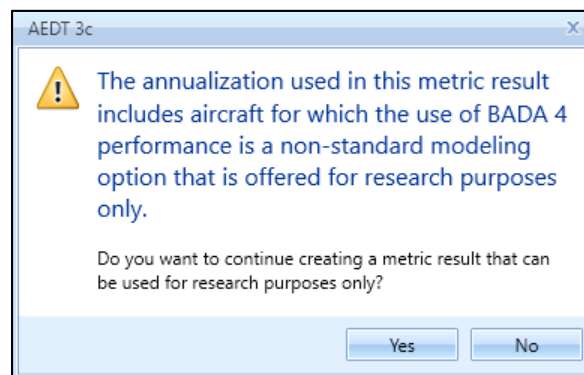 AEDT 3c
The annualization used in this metric result
includes aircraft for which the use of BADA 4
performance is a non-standard modeling
option that is offered for research purposes
only.
Do you want to continue creating a metric result that can
be used for research purposes only?
Yes No